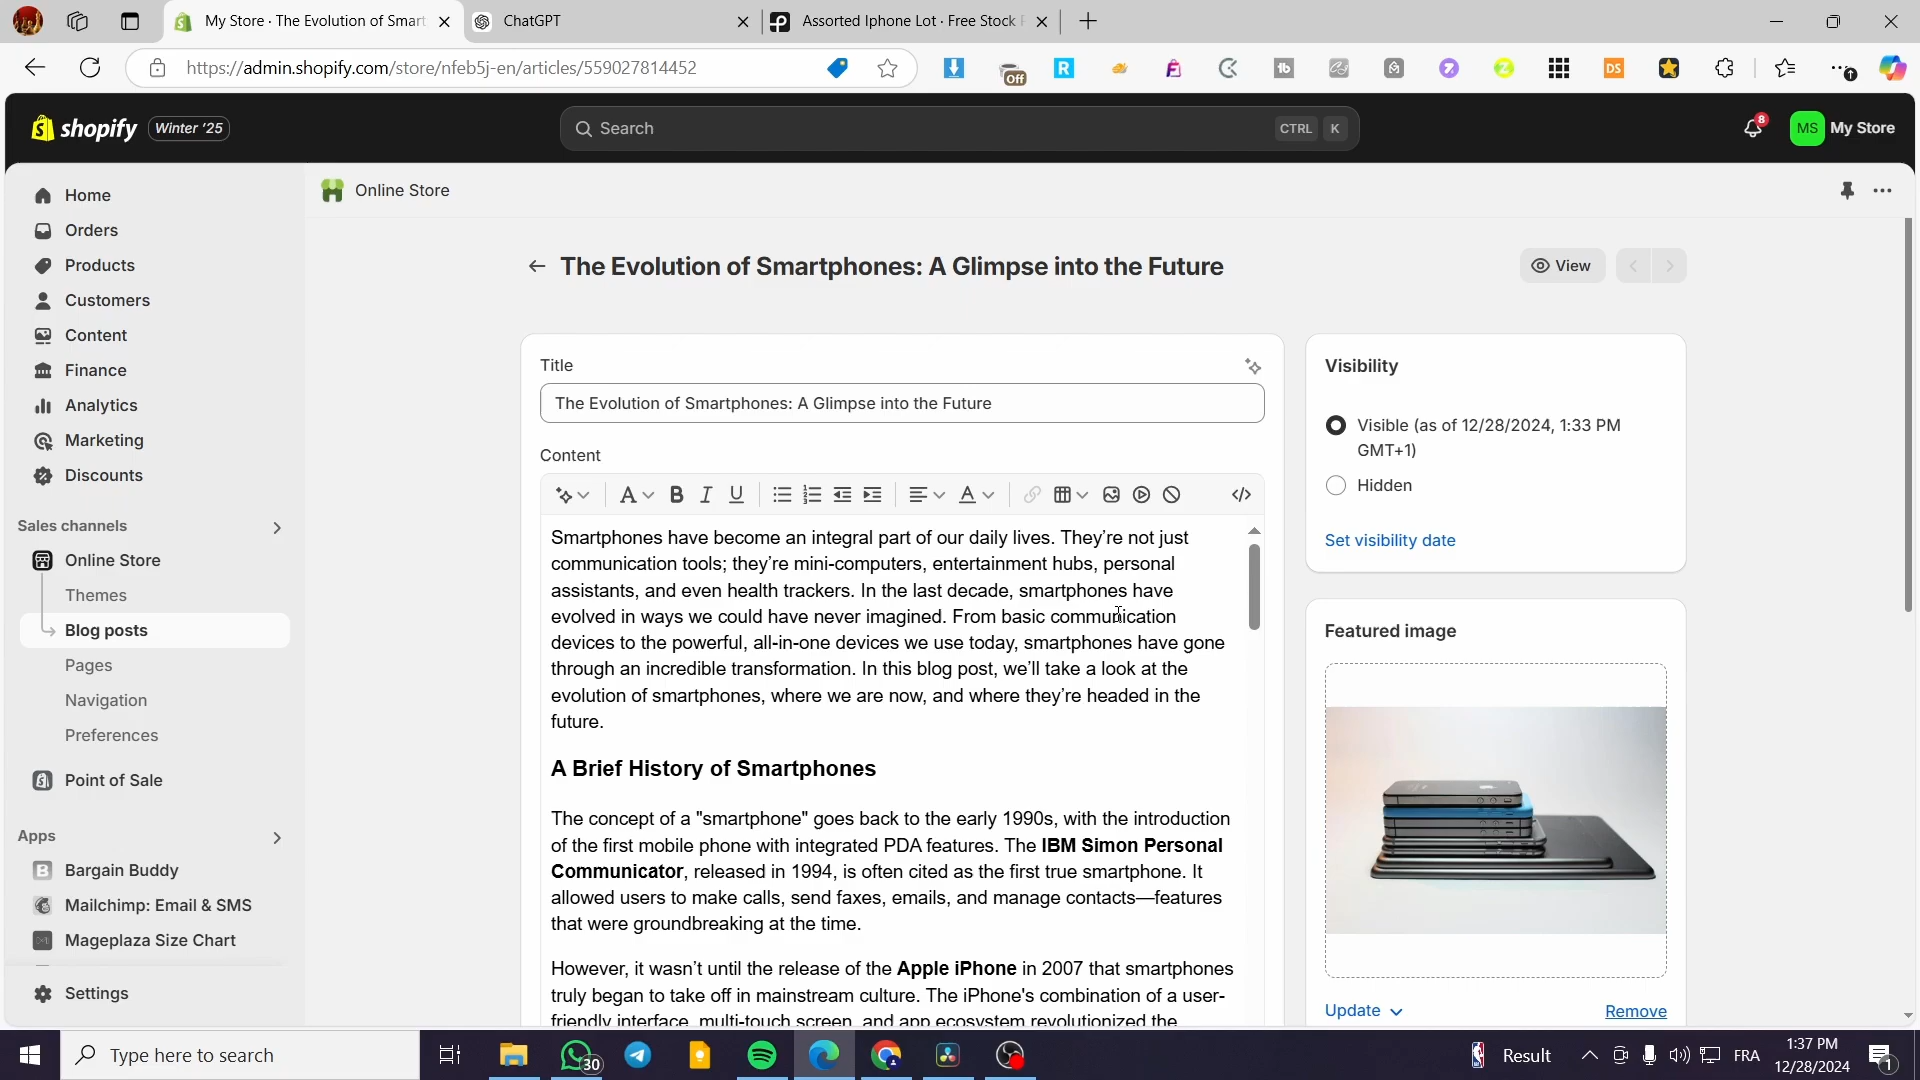 My Store · The Evolution of Smart
ChatGPT
Assorted Iphone Lot · Free Stock
https://admin.shopify.com/store/nfeb5j-en/articles/559027814452
Off
DS
shopify
Winter '25
Search
CTRL K
8
MS
My Store
Home
Orders
Products
Customers
Content
Finance
Analytics
Marketing
Discounts
Sales channels
Online Store
Themes
Blog posts
Pages
Navigation
Preferences
Point of Sale
Apps
Bargain Buddy
Mailchimp: Email & SMS
Mageplaza Size Chart
Settings
Online Store
The Evolution of Smartphones: A Glimpse into the Future
View
Title
The Evolution of Smartphones: A Glimpse into the Future
Content
Smartphones have become an integral part of our daily lives. They’re not just
communication tools; they’re mini-computers, entertainment hubs, personal
assistants, and even health trackers. In the last decade, smartphones have
evolved in ways we could have never imagined. From basic communication
devices to the powerful, all-in-one devices we use today, smartphones have gone
through an incredible transformation. In this blog post, we’ll take a look at the
evolution of smartphones, where we are now, and where they’re headed in the
future.
A Brief History of Smartphones
The concept of a "smartphone" goes back to the early 1990s, with the introduction
of the first mobile phone with integrated PDA features. The IBM Simon Personal
Communicator, released in 1994, is often cited as the first true smartphone. It
allowed users to make calls, send faxes, emails, and manage contacts—features
that were groundbreaking at the time.
However, it wasn’t until the release of the Apple iPhone in 2007 that smartphones
truly began to take off in mainstream culture. The iPhone's combination of a user-
friendly interface, multi-touch screen, and app ecosystem revolutionized the
Visibility
Visible (as of 12/28/2024, 1:33 PM
GMT+1)
Hidden
Set visibility date
Featured image
Update
Remove
Type here to search
30
Result
FRA
1:37 PM
12/28/2024
1